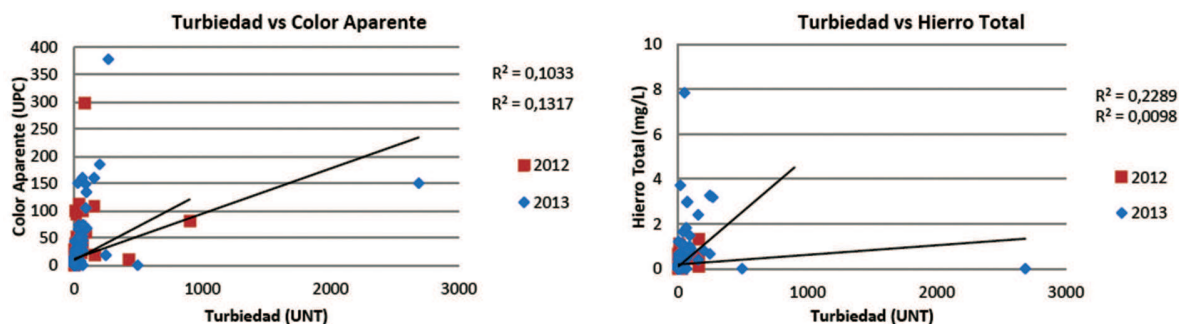 Turbiedad vs Color Aparente
Color Aparente (UPC)
400
350
300
250
200
150
100
50
0
0
1000
2000
3000
Turbiedad (UNT)
R² = 0,1033
R² = 0,1317
2012
2013
Turbiedad vs Hierro Total
Hierro Total (mg/L)
10
8
6
4
2
0
0
1000
2000
3000
Turbiedad (UNT)
R² = 0,2289
R² = 0,0098
2012
2013